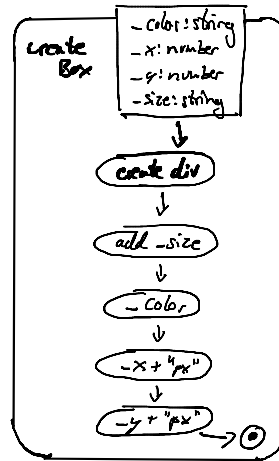 create
Box
_color: string
_x: number
_y: number
_size: string
create div
add _size
_color
_x + "px"
_y + "px"